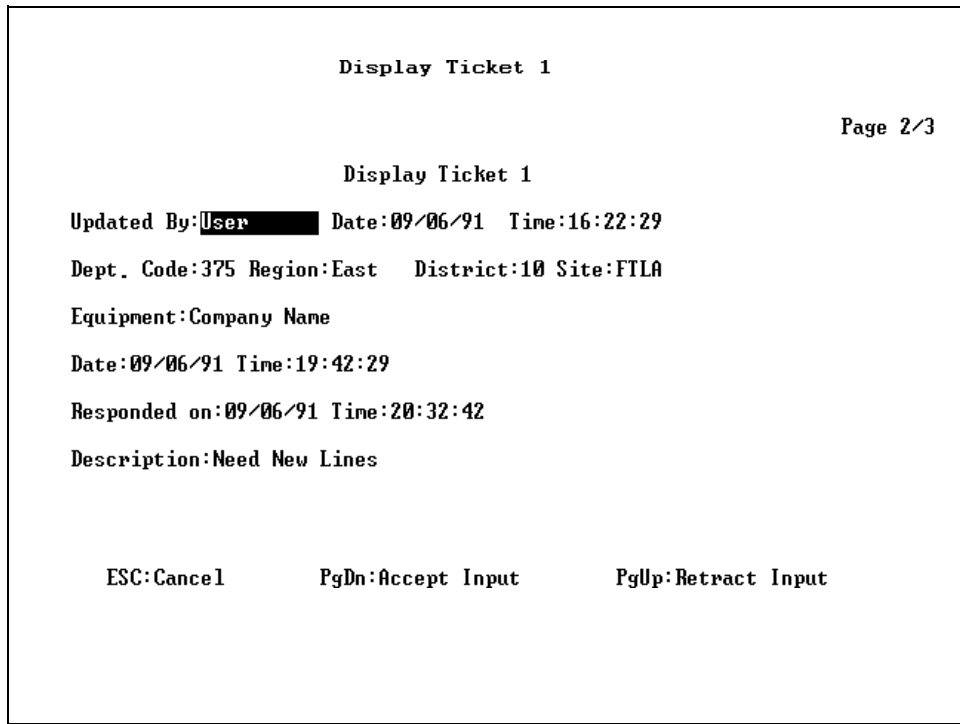 Display Ticket 1
Page 2/3
Display Ticket 1
Updated By:User Date:09/06/91 Time:16:22:29
Dept. Code:375 Region:East District:10 Site:FTLA
Equipment:Company Name
Date:09/06/91 Time:19:42:29
Responded on:09/06/91 Time:20:32:42
Description:Need New Lines
ESC:Cancel PgDn:Accept Input PgUp:Retract Input